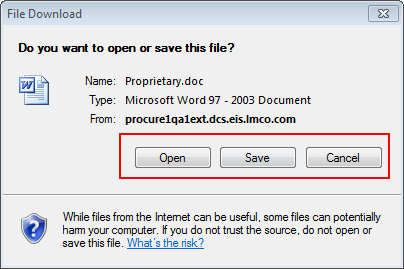 File Download
Do you want to open or save this file?
Name: Proprietary.doc
Type: Microsoft Word 97 - 2003 Document
From: procure1qa1ext.dcs.eis.lmco.com
Open Save Cancel
While files from the Internet can be useful, some files can potentially
harm your computer. If you do not trust the source, do not open or
save this file. What's the risk?